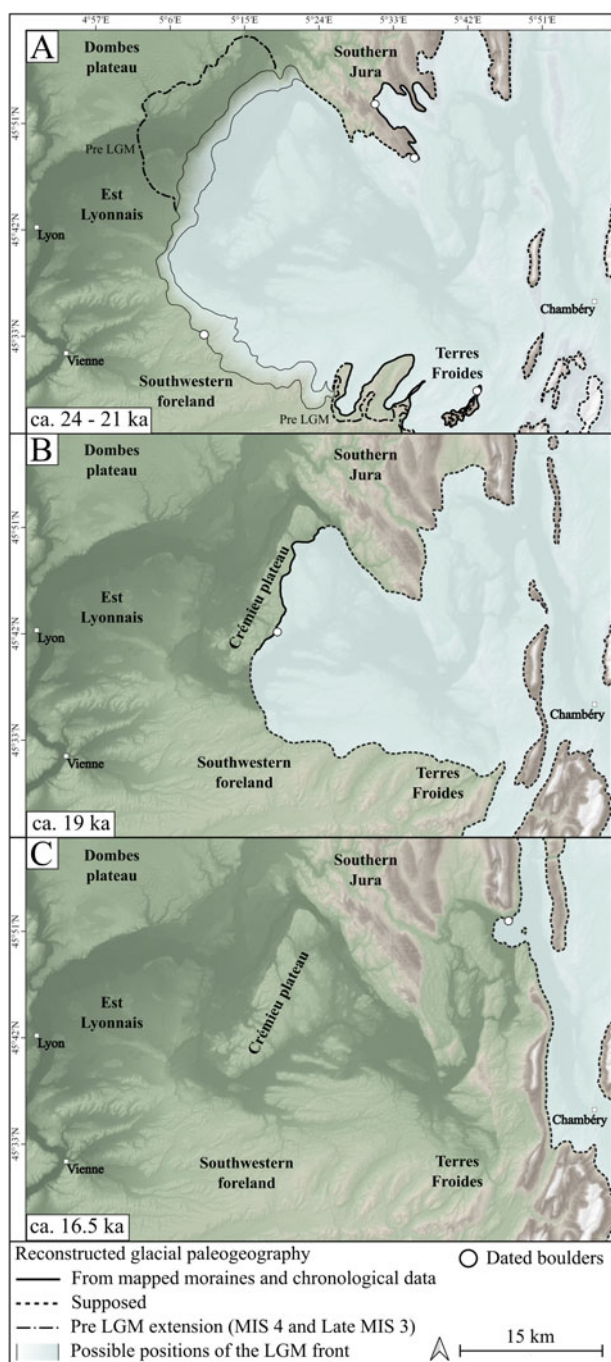 4°57'E
5°6'E
5°15'E
5°24'E
5°33'E
5°42'E
5°51'E
A
Dombes
plateau
Southern
Jura
45°51'N
Pre LGM
Est
Lyonnais
45°42'N
Lyon
Chambéry
45°33'N
Vienne
Terres
Froides
Southwestern
foreland
Pre LGM
ca. 24 - 21 ka
B
Dombes
plateau
Southern
Jura
45°51'N
Crémieu plateau
Est
Lyonnais
45°42'N
Lyon
Chambéry
45°33'N
Vienne
Southwestern
foreland
Terres
Froides
ca. 19 ka
C
Dombes
plateau
Southern
Jura
45°51'N
Crémieu plateau
Est
Lyonnais
45°42'N
Lyon
Chambéry
45°33'N
Vienne
Southwestern
foreland
Terres
Froides
ca. 16.5 ka
Reconstructed glacial paleogeography
Dated boulders
From mapped moraines and chronological data
Supposed
Pre LGM extension (MIS 4 and Late MIS 3)
Possible positions of the LGM front
15 km